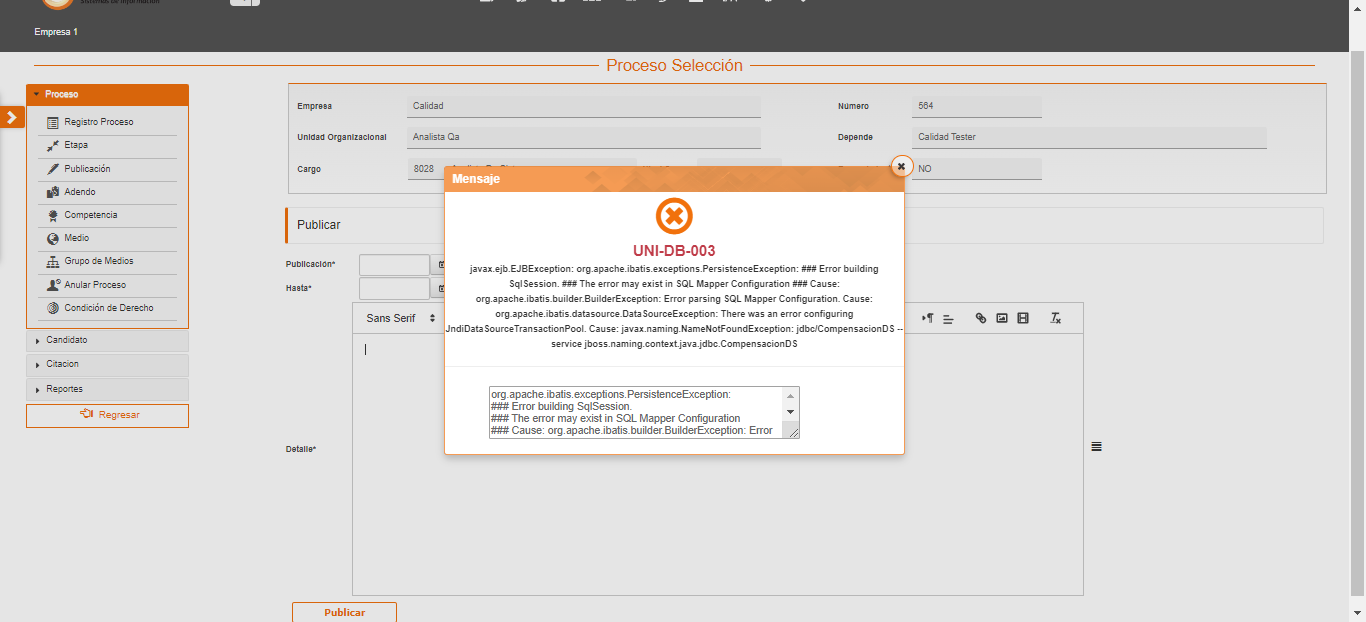 Sistemas de Información
Empresa 1
Proceso Selección
Proceso
Registro Proceso
Etapa
Publicación
Adendo
Competencia
Medio
Grupo de Medios
Anular Proceso
Condición de Derecho
Candidato
Citacion
Reportes
Regresar
Empresa Calidad Número 564
Unidad Organizacional Analista Qa Depende Calidad Tester
Cargo 8028 NO
Publicar
Publicación*
Hasta*
Sans Serif
Detalle*
Publicar
Mensaje
UNI-DB-003
javax.ejb.EJBException: org.apache.ibatis.exceptions.PersistenceException: ### Error building
SqlSession. ### The error may exist in SQL Mapper Configuration ### Cause:
org.apache.ibatis.builder.BuilderException: Error parsing SQL Mapper Configuration. Cause:
org.apache.ibatis.datasource.DataSourceException: There was an error configuring
JndiDataSourceTransactionPool. Cause: javax.naming.NameNotFoundException: jdbc/CompensacionDS --
service jboss.naming.context.java.jdbc.CompensacionDS
org.apache.ibatis.exceptions.PersistenceException:
### Error building SqlSession.
### The error may exist in SQL Mapper Configuration
### Cause: org.apache.ibatis.builder.BuilderException: Error